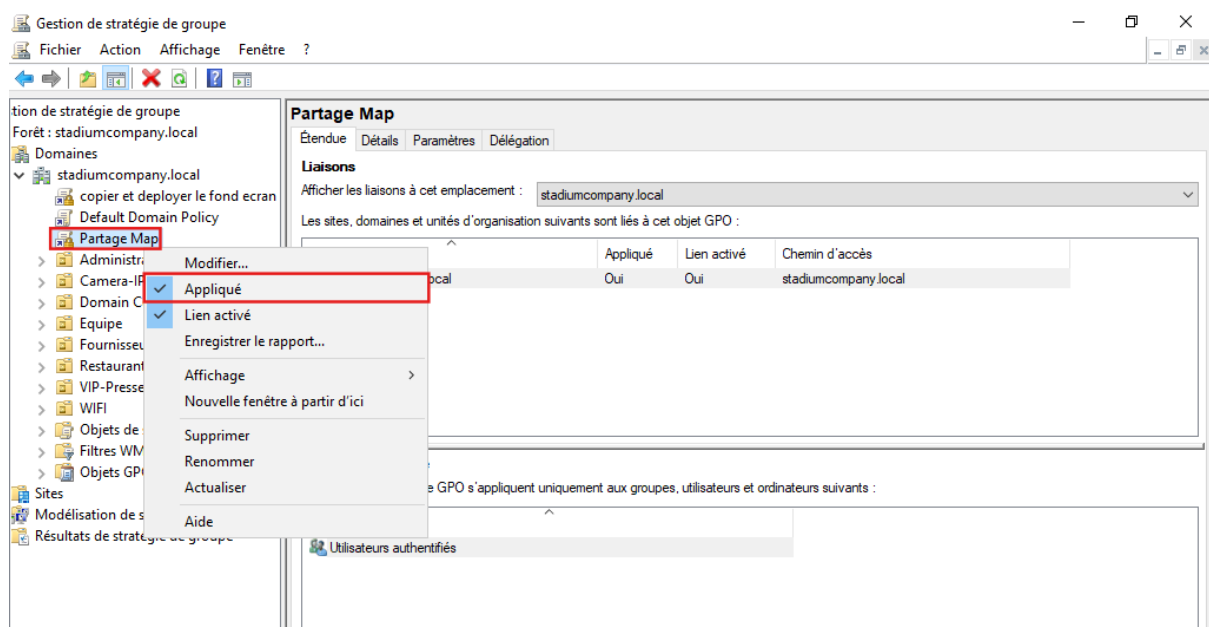 Gestion de stratégie de groupe
Fichier Action Affichage Fenêtre ?
tion de stratégie de groupe
Forêt : stadiumcompany.local
Domaines
stadiumcompany.local
copier et deployer le fond ecran
Default Domain Policy
Partage Map
Administra
Camera-IP
Domain C
Equipe
Fournisseu
Restaurant
VIP-Presse
WIFI
Objets de
Filtres WM
Objets GP
Sites
Modélisation de s
Résultats de stratégie de groupe
Modifier...
Appliqué
Lien activé
Enregistrer le rapport...
Affichage
Nouvelle fenêtre à partir d'ici
Supprimer
Renommer
Actualiser
Aide
Partage Map
Étendue Détails Paramètres Délégation
Liaisons
Afficher les liaisons à cet emplacement : stadiumcompany.local
Les sites, domaines et unités d'organisation suivants sont liés à cet objet GPO :
Appliqué Lien activé Chemin d'accès
ocal Oui Oui stadiumcompany.local
e GPO s'appliquent uniquement aux groupes, utilisateurs et ordinateurs suivants :
Utilisateurs authentifiés